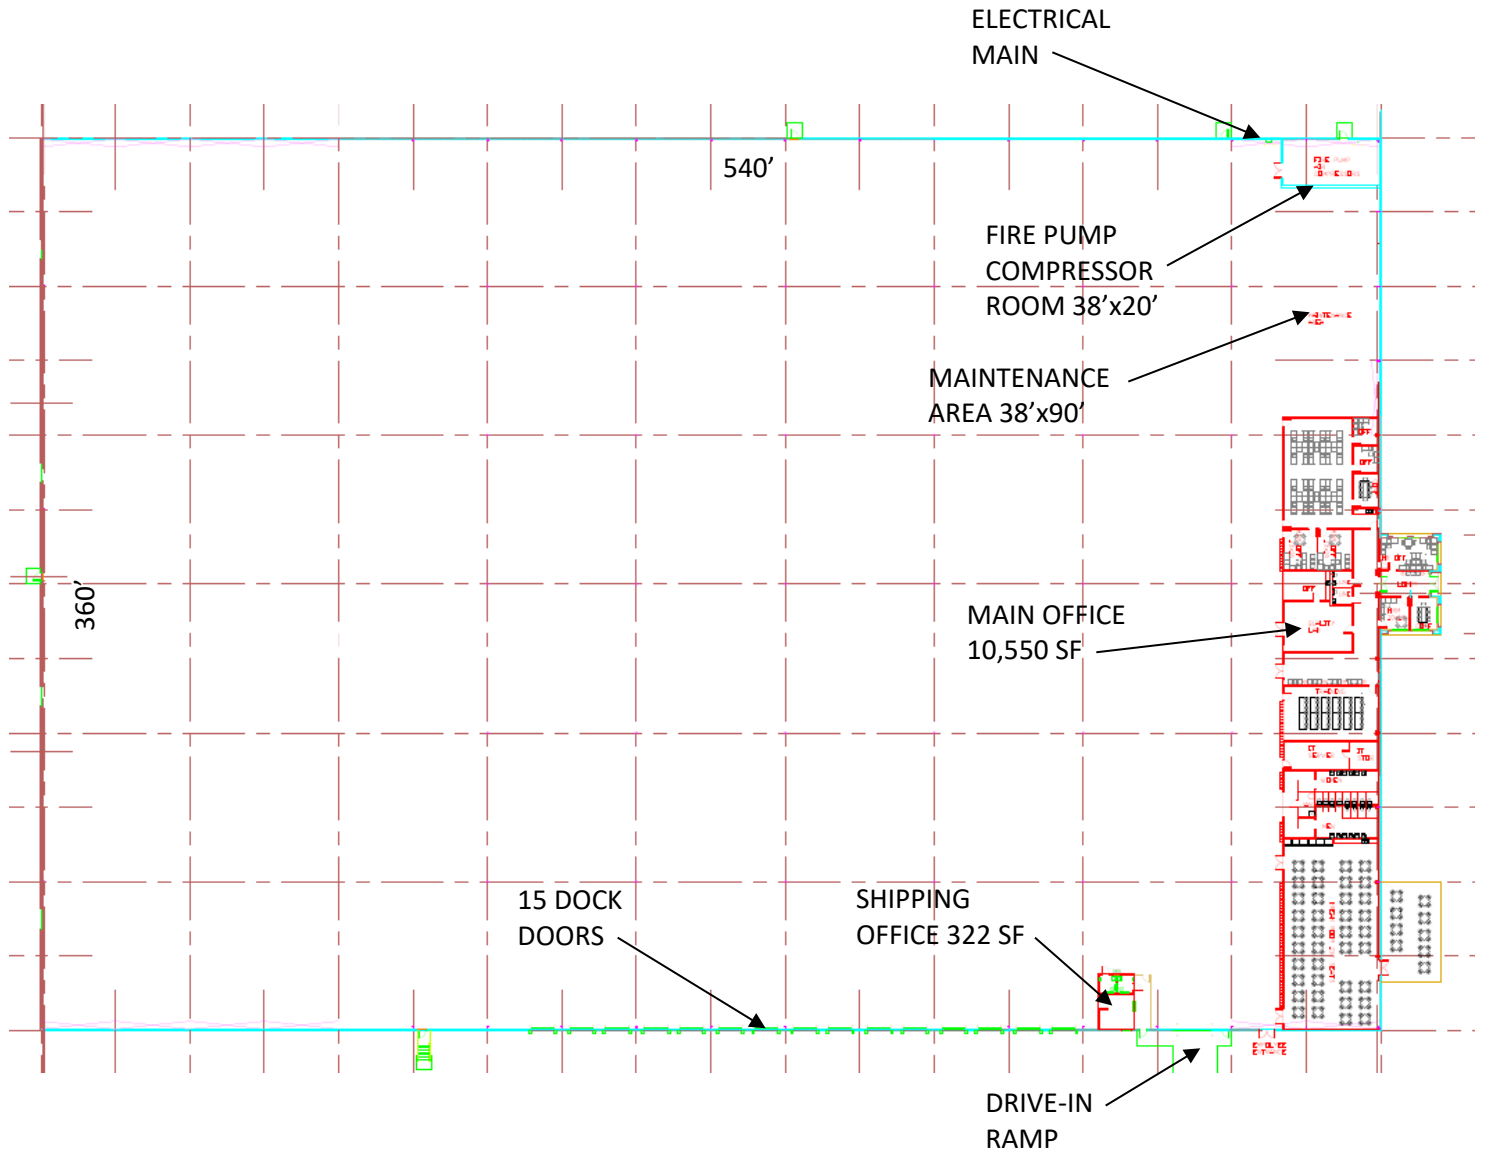 ELECTRICAL
MAIN
540’
FIRE PUMP
COMPRESSOR
ROOM 38’x20’
MAINTENANCE
AREA 38’x90’
360’
MAIN OFFICE
10,550 SF
15 DOCK
DOORS
SHIPPING
OFFICE 322 SF
DRIVE-IN
RAMP